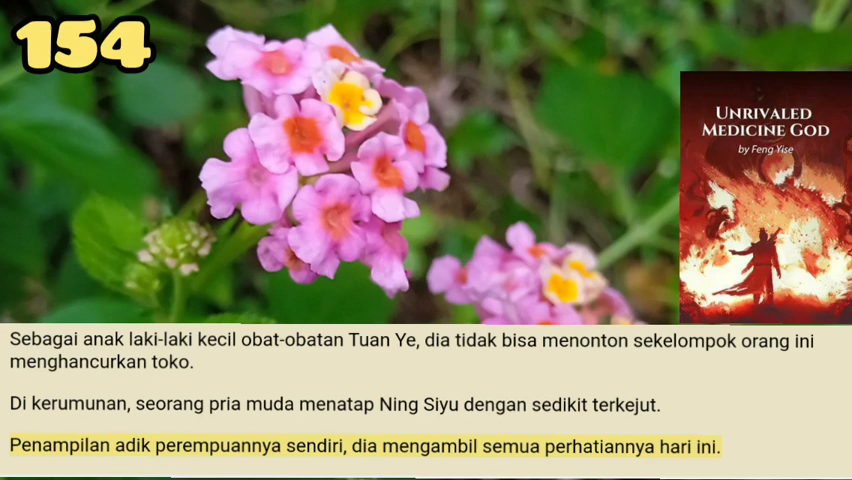 154
UNRIVALED
MEDICINE GOD
by Feng Yise
Sebagai anak laki-laki kecil obat-obatan Tuan Ye, dia tidak bisa menonton sekelompok orang ini
menghancurkan toko.
Di kerumunan, seorang pria muda menatap Ning Siyu dengan sedikit terkejut.
Penampilan adik perempuannya sendiri, dia mengambil semua perhatiannya hari ini.